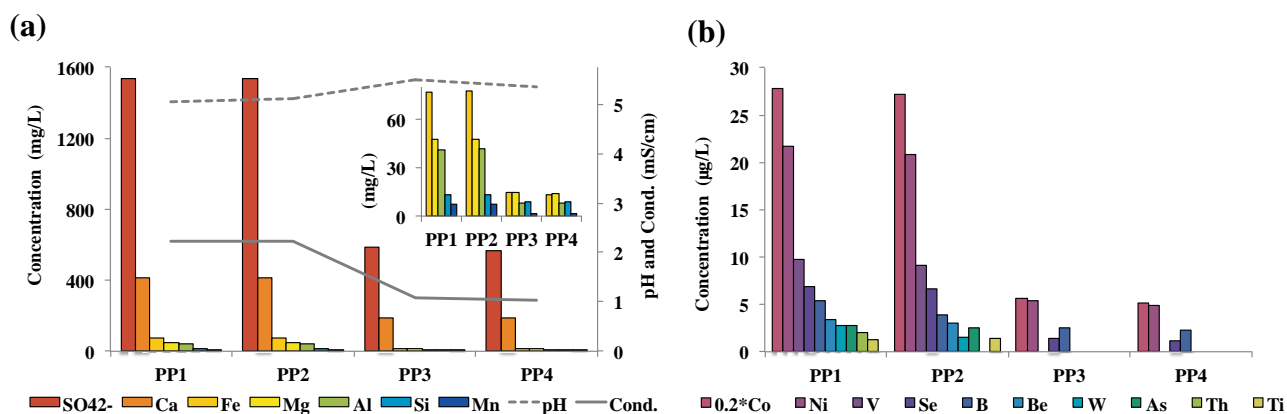 (a)
Concentration (mg/L)
1600
1200
800
400
0
PP1 PP2 PP3 PP4
pH and Cond. (mS/cm)
5
4
3
2
1
0
(mg/L)
60
30
0
PP1 PP2 PP3 PP4
SO42- Ca Fe Mg Al Si Mn pH Cond.
(b)
Concentration (µg/L)
30
25
20
15
10
5
0
PP1 PP2 PP3 PP4
0.2*Co Ni V Se B Be W As Th Ti